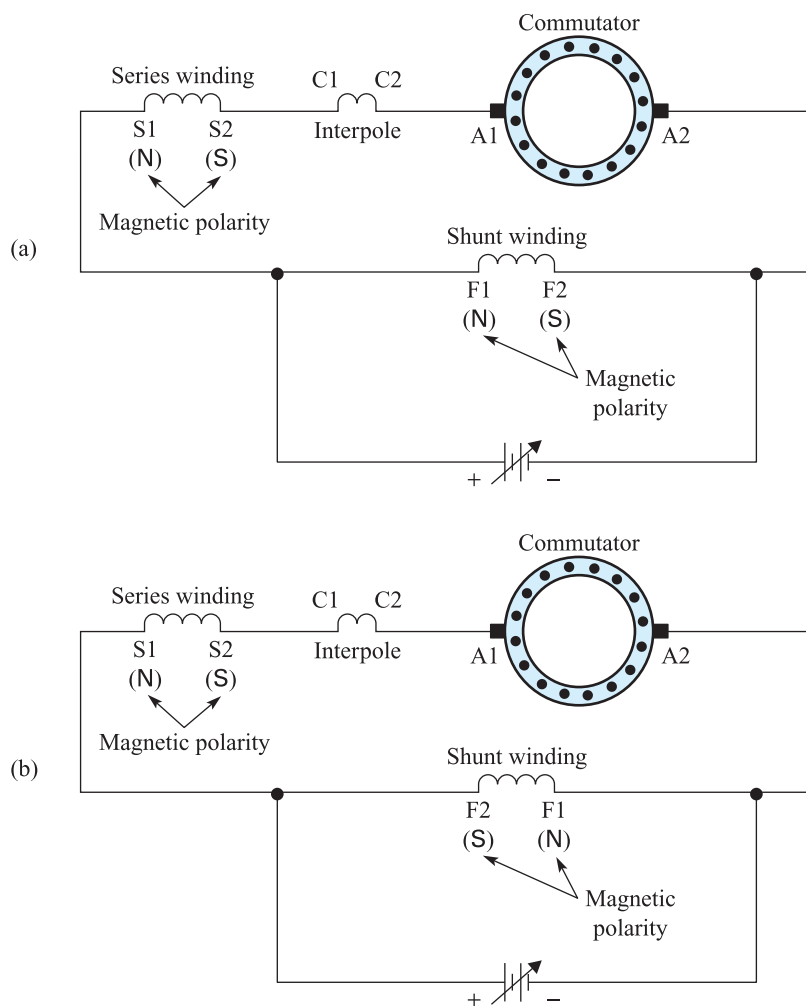 Commutator
Series winding
C1 C2
S1 S2
Interpole
A1 A2
(N) (S)
Magnetic polarity
(a)
Shunt winding
F1 F2
(N) (S)
Magnetic
polarity
+ −
Commutator
Series winding
C1 C2
S1 S2
Interpole
A1 A2
(N) (S)
Magnetic polarity
(b)
Shunt winding
F2 F1
(S) (N)
Magnetic
polarity
+ −